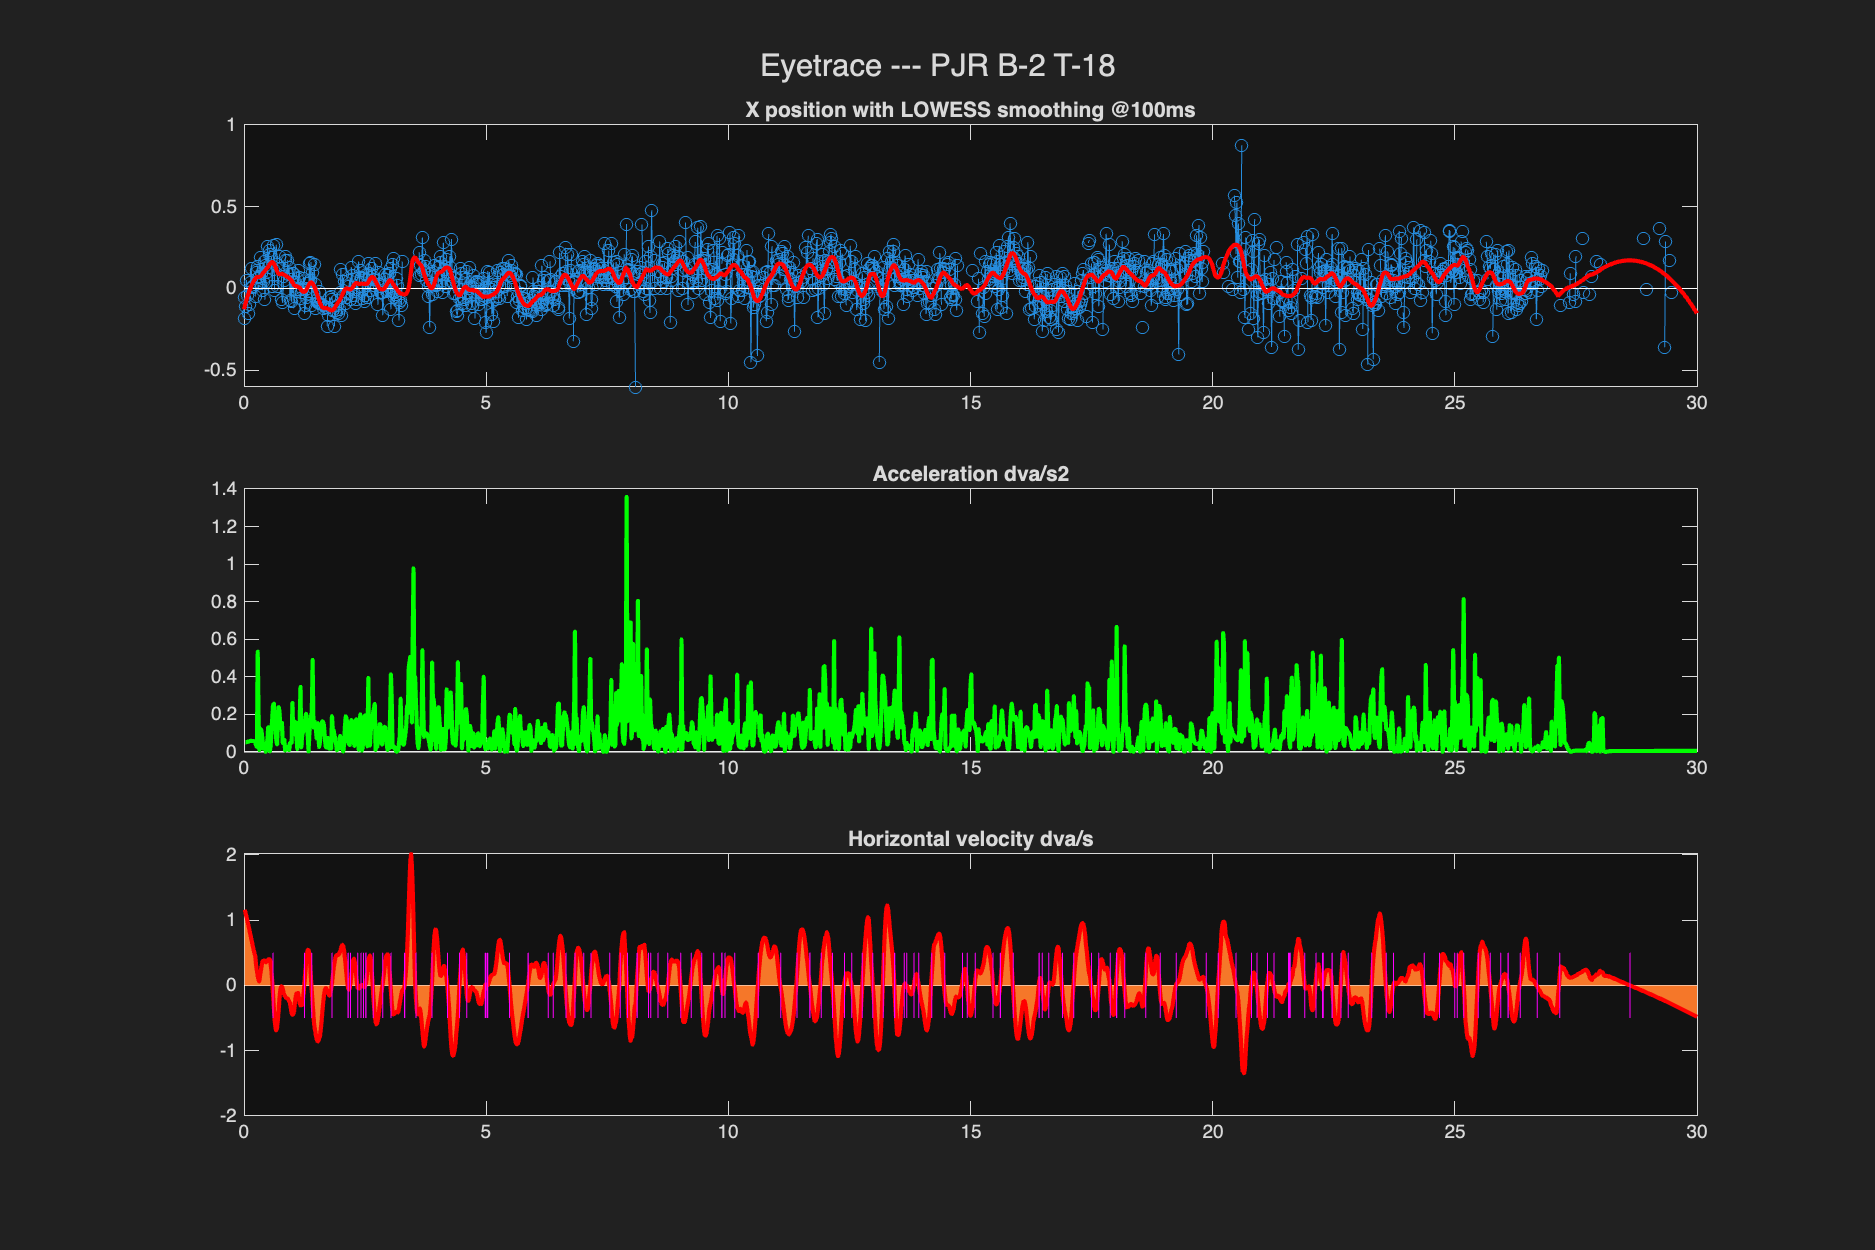 Eyetrace --- PJR B-2 T-18
X position with LOWESS smoothing @100ms
1
0.5
0
-0.5
0 5 10 15 20 25 30
Acceleration dva/s2
1.4
1.2
1
0.8
0.6
0.4
0.2
0
0 5 10 15 20 25 30
Horizontal velocity dva/s
2
1
0
-1
-2
0 5 10 15 20 25 30